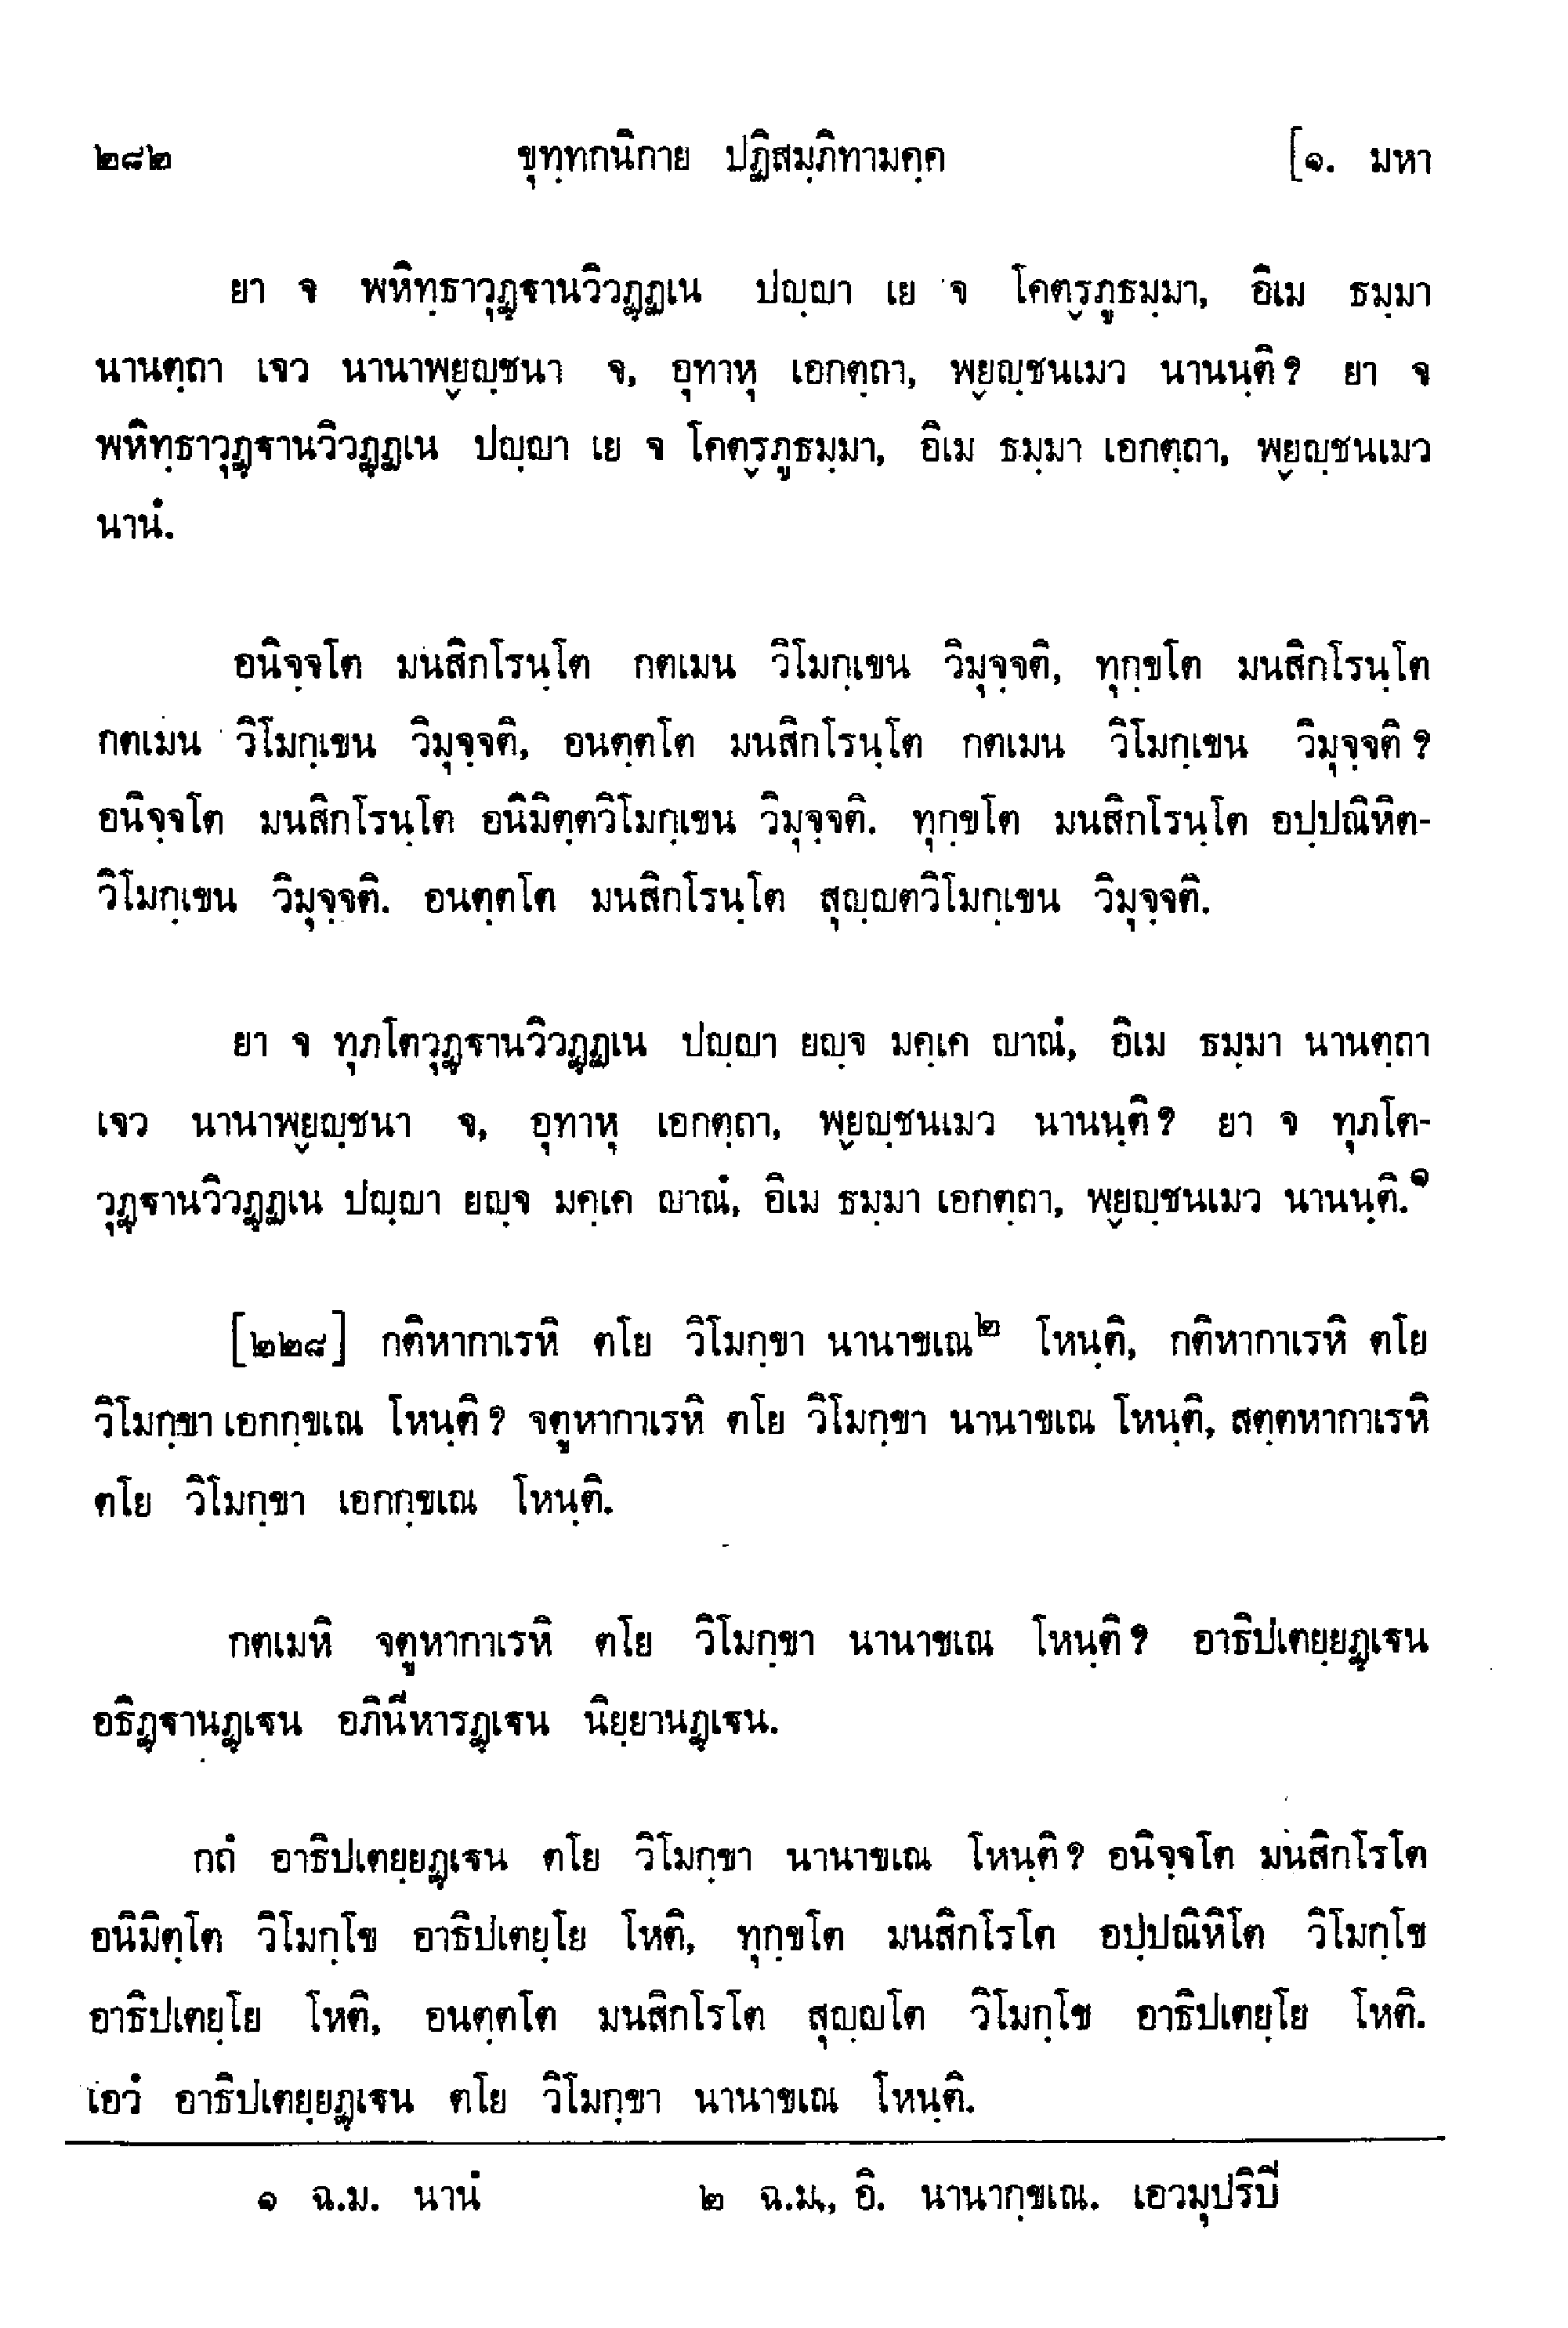 ๒๘๒ ขุทฺทกนิกาย ปฏิสมฺภิทามคฺค [๑. มหา
ยา จ พหิทฺธาวุฏฺฐานวิวฏฺฏเน ปญฺญา เย จ โคตฺรภูธมฺมา, อิเม ธมฺมา
นานตฺถา เจว นานาพฺยญฺชนา จ, อุทาหุ เอกตฺถา, พฺยญฺชนเมว นานนฺติ ? ยา จ
พหิทฺธาวุฏฺฐานวิวฏฺฏเน ปญฺญา เย จ โคตฺรภูธมฺมา, อิเม ธมฺมา เอกตฺถา, พฺยญฺชนเมว
นานํ.
อนิจฺจโต มนสิกโรนฺโต กตเมน วิโมกฺเขน วิมุจฺจติ, ทุกฺขโต มนสิกโรนฺโต
กตเมน วิโมกฺเขน วิมุจฺจติ, อนตฺตโต มนสิกโรนฺโต กตเมน วิโมกฺเขน วิมุจฺจติ ?
อนิจฺจโต มนสิกโรนฺโต อนิมิตฺตวิโมกฺเขน วิมุจฺจติ. ทุกฺขโต มนสิกโรนฺโต อปฺปณิหิต-
วิโมกฺเขน วิมุจฺจติ. อนตฺตโต มนสิกโรนฺโต สุญฺญตวิโมกฺเขน วิมุจฺจติ.
ยา จ ทุภโตวุฏฺฐานวิวฏฺฏเน ปญฺญา ยญฺจ มคฺเค ญาณํ, อิเม ธมฺมา นานตฺถา
เจว นานาพฺยญฺชนา จ, อุทาหุ เอกตฺถา, พฺยญฺชนเมว นานนฺติ ? ยา จ ทุภโต-
วุฏฺฐานวิวฏฺฏเน ปญฺญา ยญฺจ มคฺเค ญาณํ, อิเม ธมฺมา เอกตฺถา, พฺยญฺชนเมว นานนฺติ.๑
[๒๒๘] กติหากาเรหิ ตโย วิโมกฺขา นานาขเณ๒ โหนฺติ, กติหากาเรหิ ตโย
วิโมกฺขา เอกกฺขเณ โหนฺติ ? จตูหากาเรหิ ตโย วิโมกฺขา นานาขเณ โหนฺติ, สตฺตหากาเรหิ
ตโย วิโมกฺขา เอกกฺขเณ โหนฺติ.
กตเมหิ จตูหากาเรหิ ตโย วิโมกฺขา นานาขเณ โหนฺติ ? อาธิปเตยฺยฏฺเฐน
อธิฏฺฐานฏฺเฐน อภินีหารฏฺเฐน นิยฺยานฏฺเฐน.
กถํ อาธิปเตยฺยฏฺเฐน ตโย วิโมกฺขา นานาขเณ โหนฺติ ? อนิจฺจโต มนสิกโรโต
อนิมิตฺโต วิโมกฺโข อาธิปเตยฺโย โหติ, ทุกฺขโต มนสิกโรโต อปฺปณิหิโต วิโมกฺโข
อาธิปเตยฺโย โหติ, อนตฺตโต มนสิกโรโต สุญฺญโต วิโมกฺโข อาธิปเตยฺโย โหติ.
เอวํ อาธิปเตยฺยฏฺเฐน ตโย วิโมกฺขา นานาขเณ โหนฺติ.
๑ ฉ.ม. นานํ ๒ ฉ.ม., อิ. นานากฺขเณ. เอวมุปริปิ